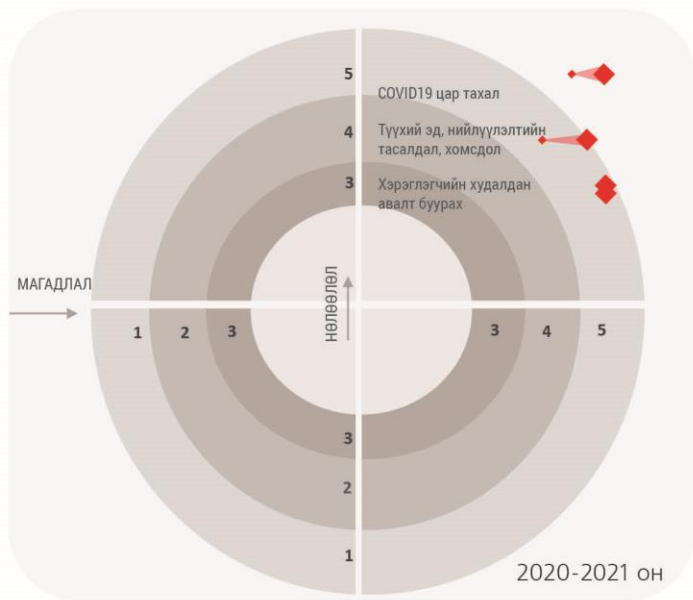 5
COVID19 цар тахал
4
Түүхий эд, нийлүүлэлтийн
тасалдал, хомсдол
3
Хэрэглэгчийн худалдан
авалт буурах
МАГАДЛАЛ
НӨЛӨӨЛӨЛ
1 2 3 3 4 5
3
2
1
2020-2021 он